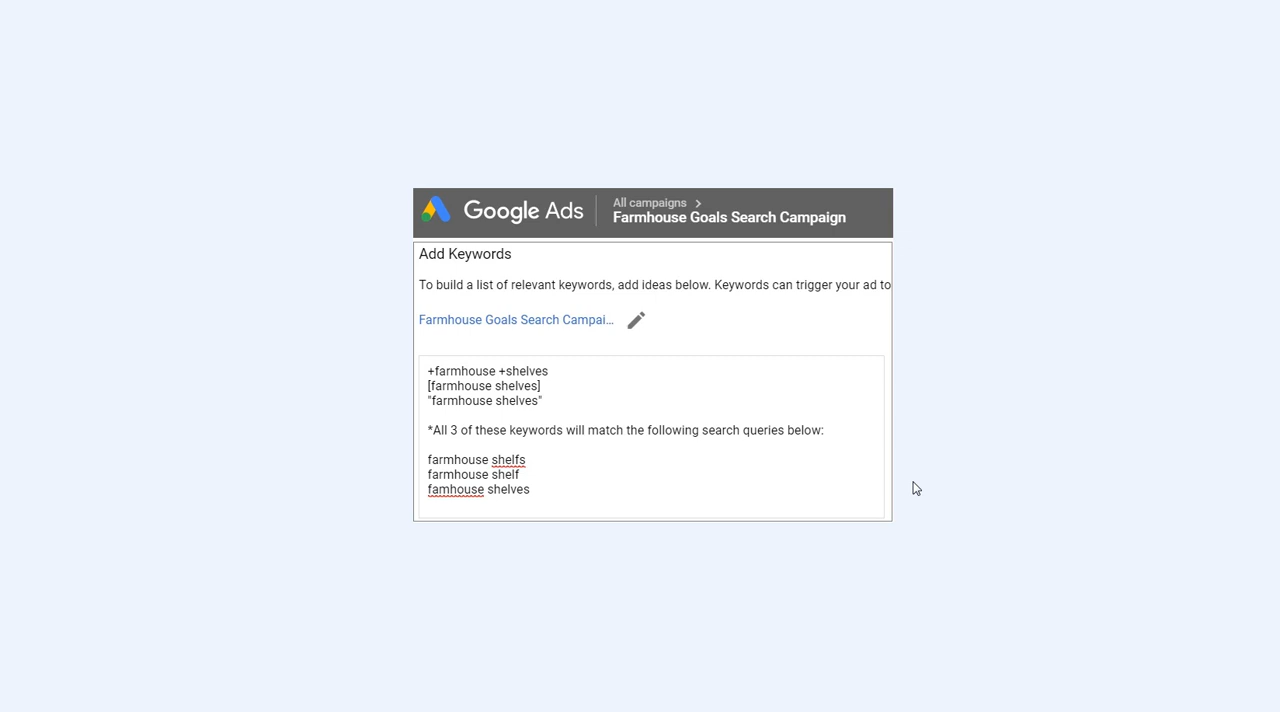 Google Ads
All campaigns >
Farmhouse Goals Search Campaign
Add Keywords
To build a list of relevant keywords, add ideas below. Keywords can trigger your ad to
Farmhouse Goals Search Campai...
+farmhouse +shelves
[farmhouse shelves]
"farmhouse shelves"
*All 3 of these keywords will match the following search queries below:
farmhouse shelfs
farmhouse shelf
famhouse shelves